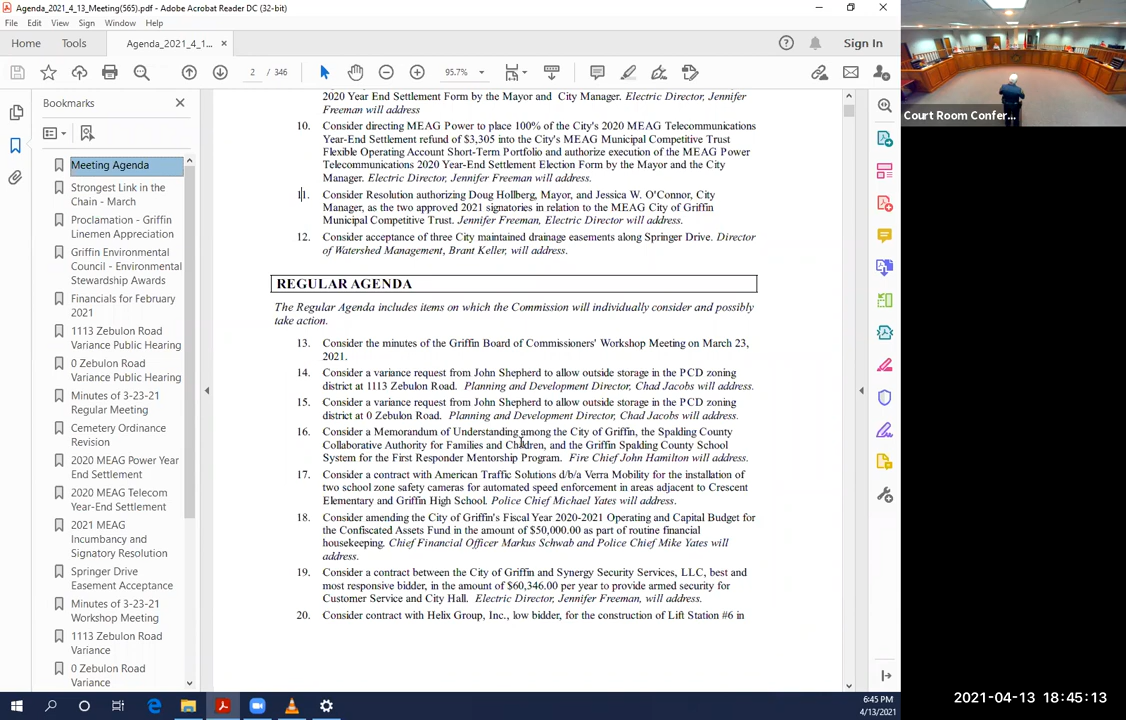 Agenda_2021_4_13_Meeting(565).pdf - Adobe Acrobat Reader DC (32-bit)
File Edit View Sign Window Help
Home Tools Agenda_2021_4_1... × Sign In
2 / 346 95.7%
Bookmarks
Meeting Agenda
Strongest Link in the
Chain - March
Proclamation - Griffin
Linemen Appreciation
Griffin Environmental
Council - Environmental
Stewardship Awards
Financials for February
2021
1113 Zebulon Road
Variance Public Hearing
0 Zebulon Road
Variance Public Hearing
Minutes of 3-23-21
Regular Meeting
Cemetery Ordinance
Revision
2020 MEAG Power Year
End Settlement
2020 MEAG Telecom
Year-End Settlement
2021 MEAG
Incumbancy and
Signatory Resolution
Springer Drive
Easement Acceptance
Minutes of 3-23-21
Workshop Meeting
1113 Zebulon Road
Variance
0 Zebulon Road
Variance
2020 Year End Settlement Form by the Mayor and City Manager. Electric Director, Jennifer
Freeman will address
10. Consider directing MEAG Power to place 100% of the City's 2020 MEAG Telecommunications
Year-End Settlement refund of $3,305 into the City's MEAG Municipal Competitive Trust
Flexible Operating Account Short-Term Portfolio and authorize execution of the MEAG Power
Telecommunications 2020 Year-End Settlement Election Form by the Mayor and the City
Manager. Electric Director, Jennifer Freeman will address.
11. Consider Resolution authorizing Doug Hollberg, Mayor, and Jessica W. O'Connor, City
Manager, as the two approved 2021 signatories in relation to the MEAG City of Griffin
Municipal Competitive Trust. Jennifer Freeman, Electric Director will address.
12. Consider acceptance of three City maintained drainage easements along Springer Drive. Director
of Watershed Management, Brant Keller, will address.
REGULAR AGENDA
The Regular Agenda includes items on which the Commission will individually consider and possibly
take action.
13. Consider the minutes of the Griffin Board of Commissioners' Workshop Meeting on March 23,
2021.
14. Consider a variance request from John Shepherd to allow outside storage in the PCD zoning
district at 1113 Zebulon Road. Planning and Development Director, Chad Jacobs will address.
15. Consider a variance request from John Shepherd to allow outside storage in the PCD zoning
district at 0 Zebulon Road. Planning and Development Director, Chad Jacobs will address.
16. Consider a Memorandum of Understanding among the City of Griffin, the Spalding County
Collaborative Authority for Families and Children, and the Griffin Spalding County School
System for the First Responder Mentorship Program. Fire Chief John Hamilton will address.
17. Consider a contract with American Traffic Solutions d/b/a Verra Mobility for the installation of
two school zone safety cameras for automated speed enforcement in areas adjacent to Crescent
Elementary and Griffin High School. Police Chief Michael Yates will address.
18. Consider amending the City of Griffin's Fiscal Year 2020-2021 Operating and Capital Budget for
the Confiscated Assets Fund in the amount of $50,000.00 as part of routine financial
housekeeping. Chief Financial Officer Markus Schwab and Police Chief Mike Yates will
address.
19. Consider a contract between the City of Griffin and Synergy Security Services, LLC, best and
most responsive bidder, in the amount of $60,346.00 per year to provide armed security for
Customer Service and City Hall. Electric Director, Jennifer Freeman, will address.
20. Consider contract with Helix Group, Inc., low bidder, for the construction of Lift Station #6 in
Court Room Confer...
2021-04-13 18:45:13
6:45 PM
4/13/2021